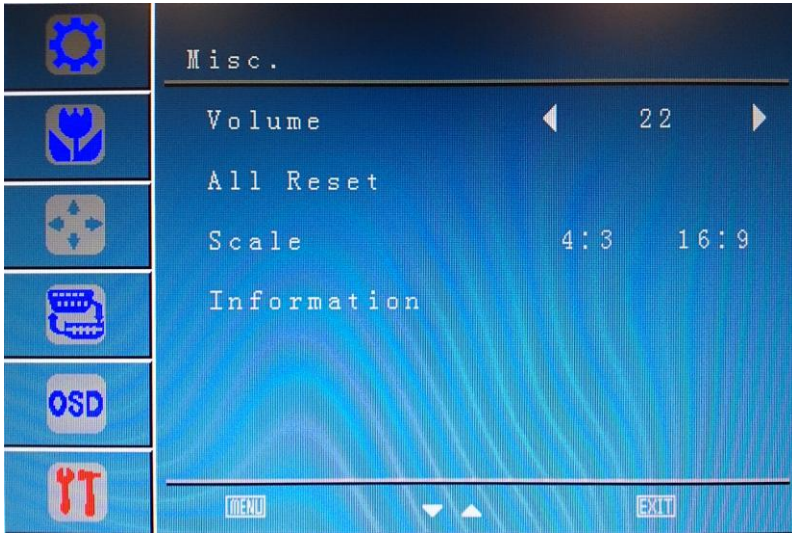 Misc.
Volume 22
All Reset
Scale 4:3 16:9
Information
OSD
MENU EXIT